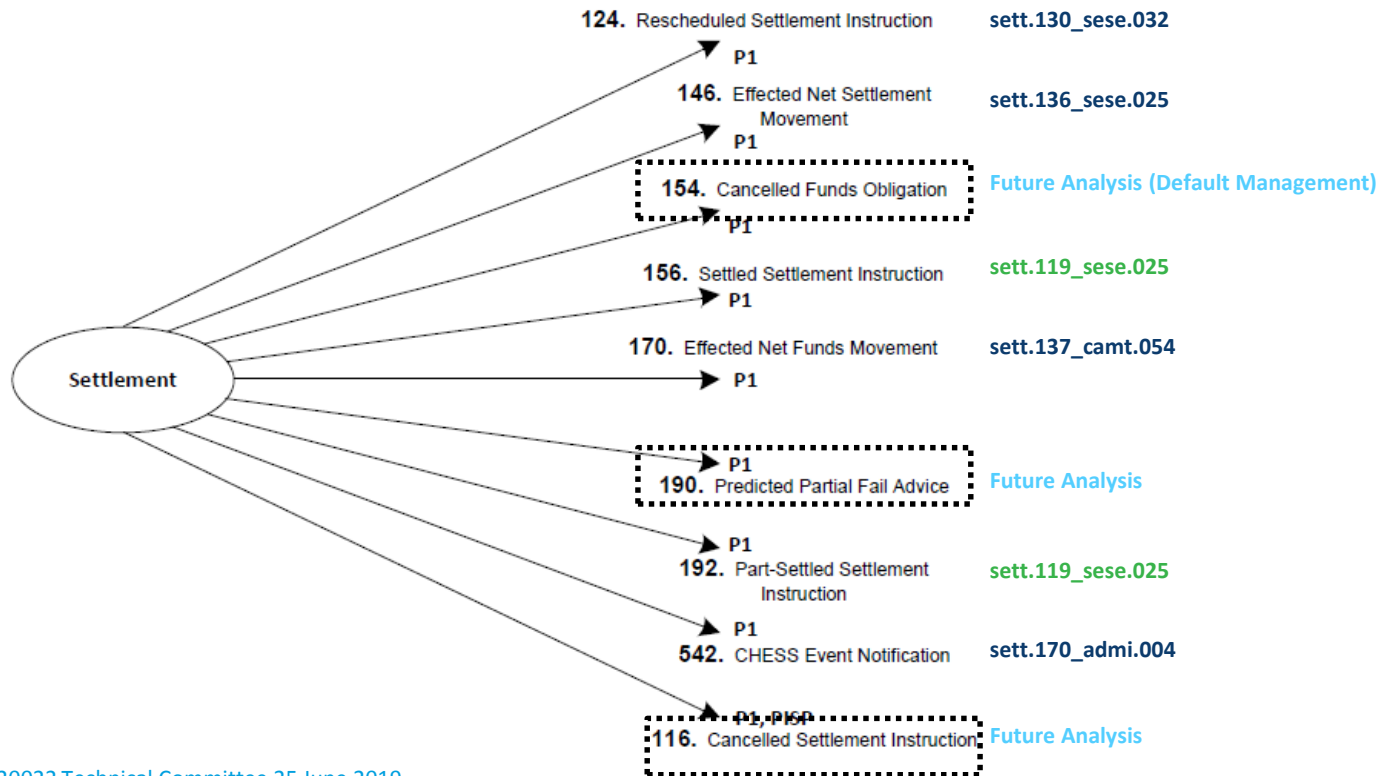 124. Rescheduled Settlement Instruction sett.130_sese.032
P1
146. Effected Net Settlement sett.136_sese.025
Movement
P1
154. Cancelled Funds Obligation Future Analysis (Default Management)
P1
156. Settled Settlement Instruction sett.119_sese.025
P1
170. Effected Net Funds Movement sett.137_camt.054
Settlement
P1
P1
190. Predicted Partial Fail Advice Future Analysis
P1
192. Part-Settled Settlement sett.119_sese.025
Instruction
P1
542. CHESS Event Notification sett.170_admi.004
P1, PISP
116. Cancelled Settlement Instruction Future Analysis
Technical Committee 25 June 2019